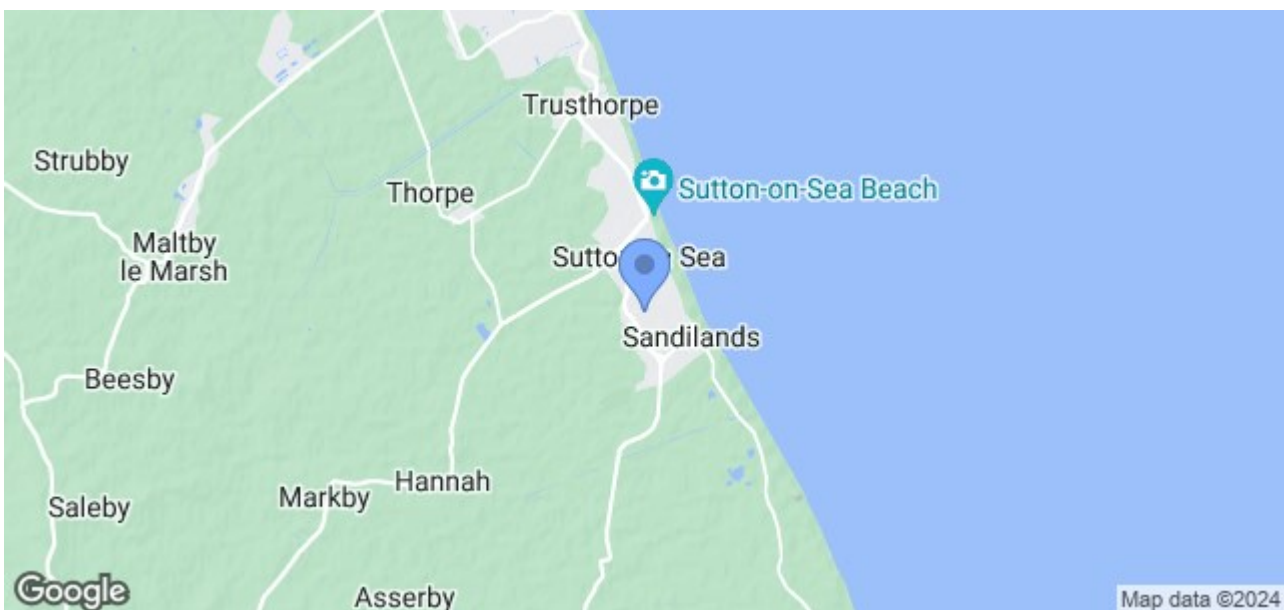 Trusthorpe
Strubby
Thorpe
Sutton-on-Sea Beach
Maltby
le Marsh
Sutto
Sea
Sandilands
Beesby
Hannah
Markby
Saleby
Asserby
Google
Map data ©2024